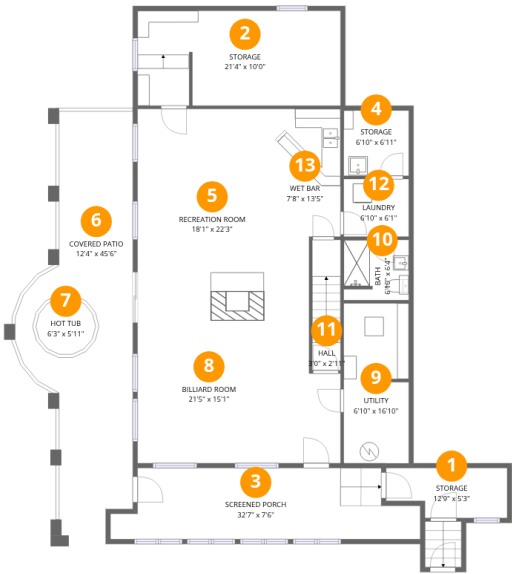 2
STORAGE
21'4" x 10'0"
4
STORAGE
6'10" x 6'11"
13
WET BAR
7'8" x 13'5"
12
LAUNDRY
6'10" x 6'1"
5
RECREATION ROOM
18'1" x 22'3"
6
COVERED PATIO
12'4" x 45'6"
10
BATH
6'10" x 6'4"
7
HOT TUB
6'3" x 5'11"
11
HALL
3'0" x 2'11"
8
BILLIARD ROOM
21'5" x 15'1"
9
UTILITY
6'10" x 16'10"
1
STORAGE
12'9" x 5'3"
3
SCREENED PORCH
32'7" x 7'6"